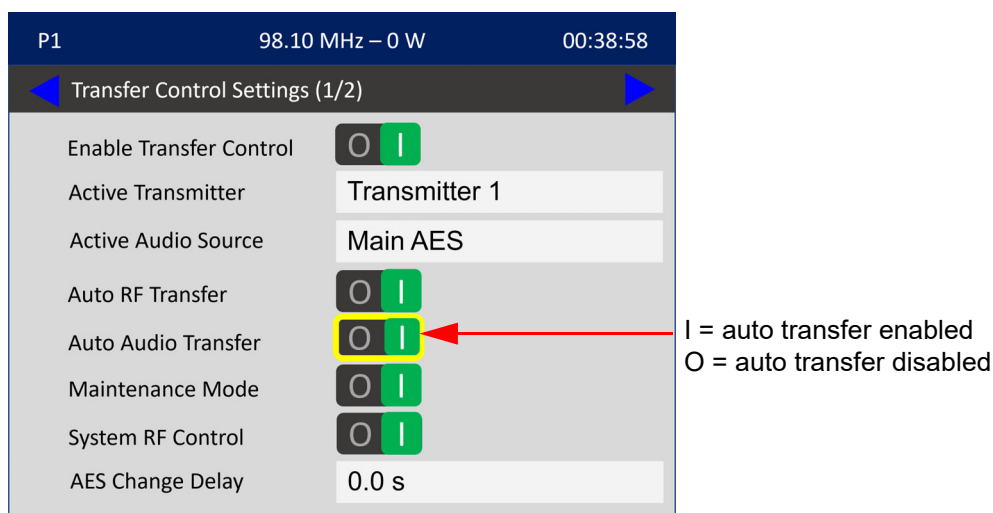 P1 98.10 MHz – 0 W 00:38:58
Transfer Control Settings (1/2)
Enable Transfer Control O I
Active Transmitter Transmitter 1
Active Audio Source Main AES
Auto RF Transfer O I
Auto Audio Transfer O I
I = auto transfer enabled
O = auto transfer disabled
Maintenance Mode O I
System RF Control O I
AES Change Delay 0.0 s